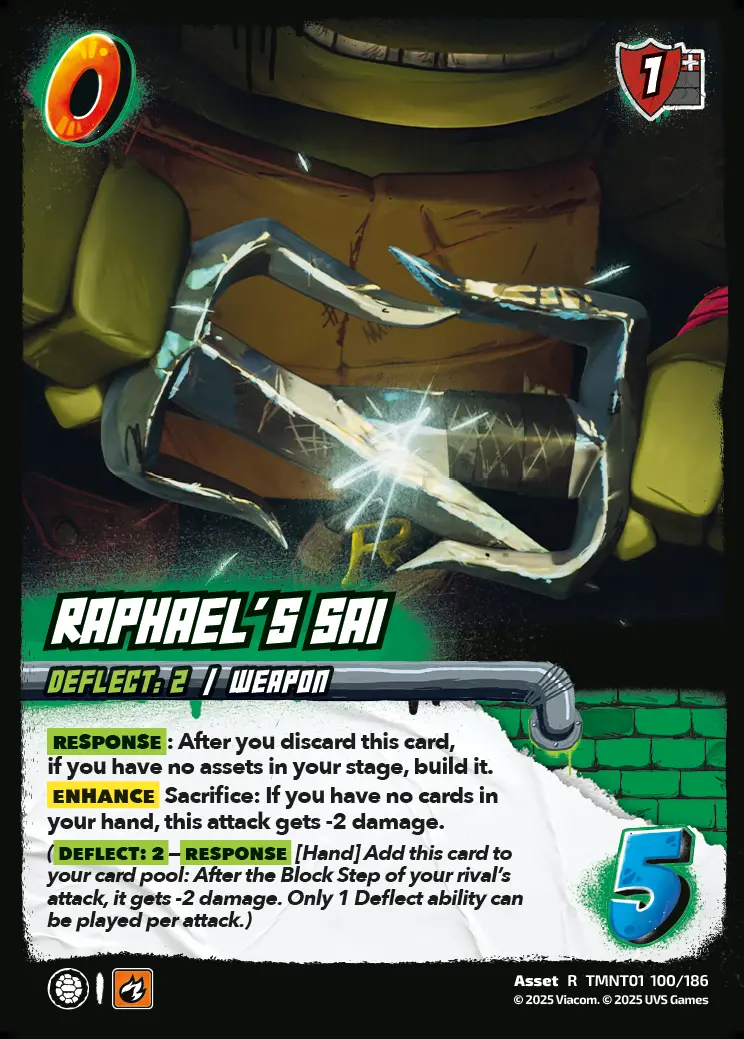 0
1
+
R
RAPHAEL'S SAI
DEFLECT: 2 / WEAPON
RESPONSE: After you discard this card,
if you have no assets in your stage, build it.
ENHANCE Sacrifice: If you have no cards in
your hand, this attack gets -2 damage.
(DEFLECT: 2 – RESPONSE [Hand] Add this card to
your card pool: After the Block Step of your rival's
attack, it gets -2 damage. Only 1 Deflect ability can
be played per attack.)
5
Asset R TMNT01 100/186
© 2025 Viacom. © 2025 UVS Games